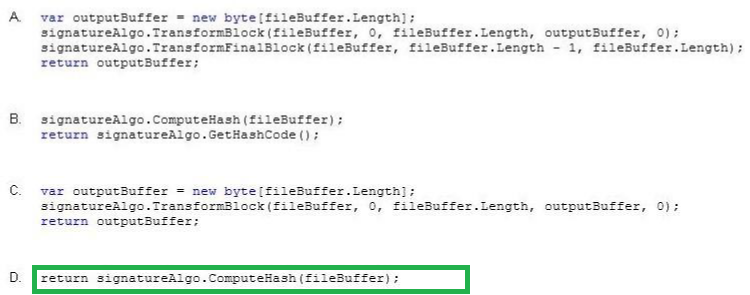 A. var outputBuffer = new byte[fileBuffer.Length];
signatureAlgo.TransformBlock(fileBuffer, 0, fileBuffer.Length, outputBuffer, 0);
signatureAlgo.TransformFinalBlock(fileBuffer, fileBuffer.Length - 1, fileBuffer.Length);
return outputBuffer;
B. signatureAlgo.ComputeHash(fileBuffer);
return signatureAlgo.GetHashCode();
C. var outputBuffer = new byte[fileBuffer.Length];
signatureAlgo.TransformBlock(fileBuffer, 0, fileBuffer.Length, outputBuffer, 0);
return outputBuffer;
D. return signatureAlgo.ComputeHash(fileBuffer);